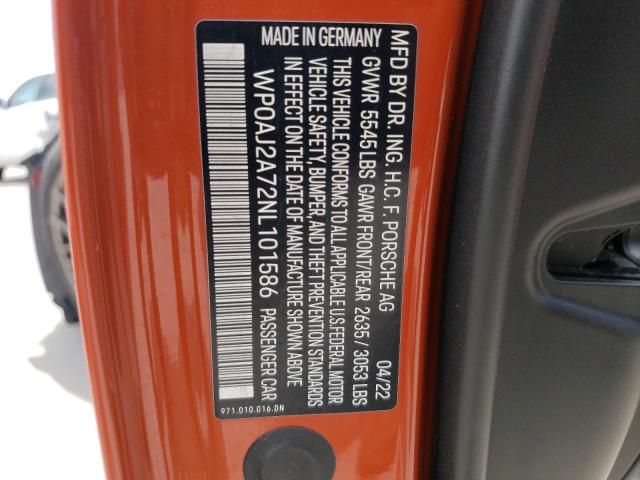 MFD BY DR. ING. H.C. F. PORSCHE AG 04/22
GVWR 5545 LBS GAWR FRONT/REAR 2635 / 3053 LBS
THIS VEHICLE CONFORMS TO ALL APPLICABLE U.S. FEDERAL MOTOR
VEHICLE SAFETY, BUMPER, AND THEFT PREVENTION STANDARDS
IN EFFECT ON THE DATE OF MANUFACTURE SHOWN ABOVE
WP0AJ2A72NL101586 PASSENGER CAR
MADE IN GERMANY
971.010.016.DN